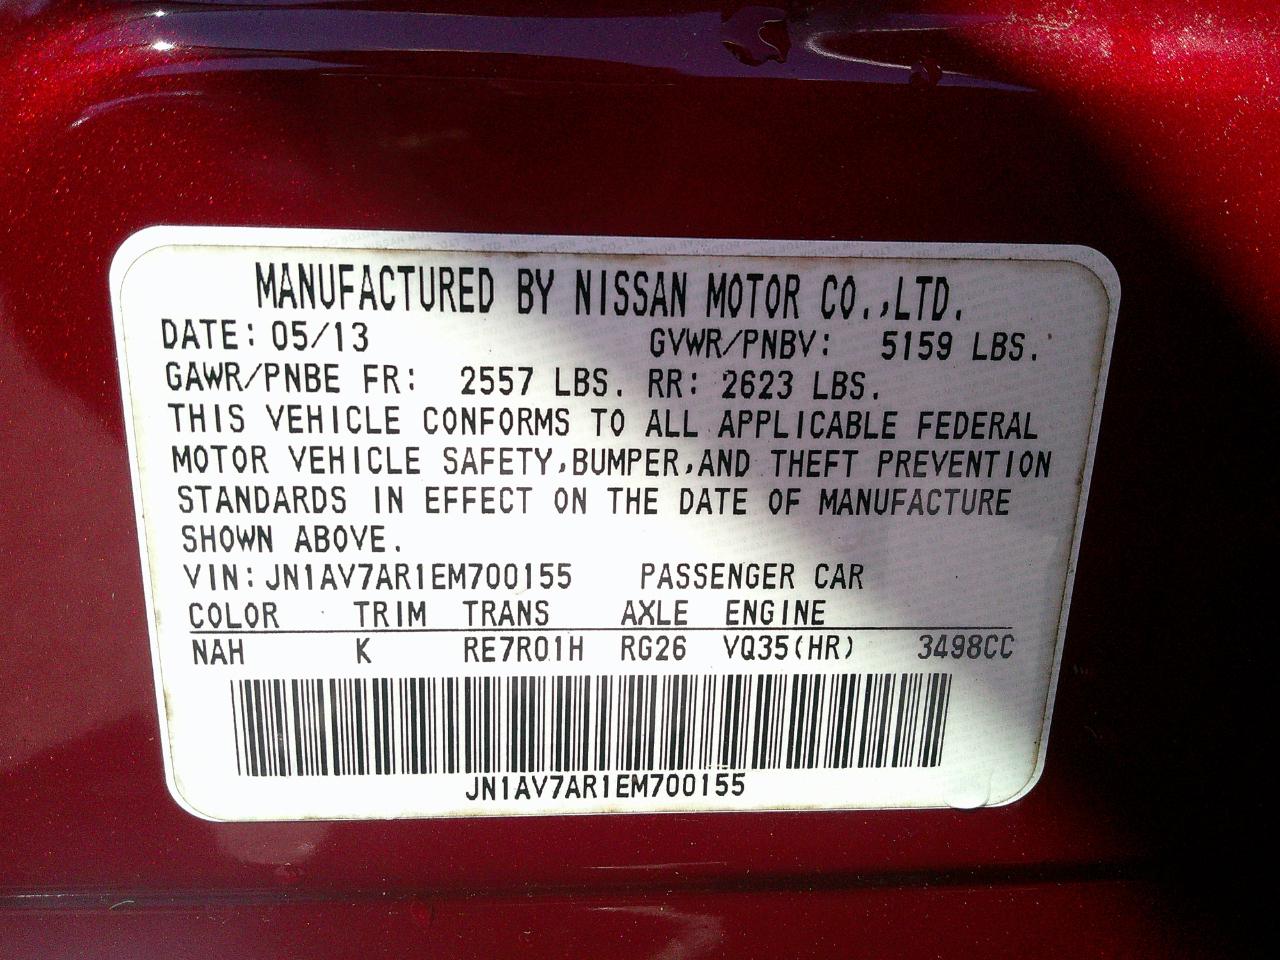 MANUFACTURED BY NISSAN MOTOR CO.,LTD.
DATE: 05/13 GVWR/PNBV: 5159 LBS.
GAWR/PNBE FR: 2557 LBS. RR: 2623 LBS.
THIS VEHICLE CONFORMS TO ALL APPLICABLE FEDERAL
MOTOR VEHICLE SAFETY,BUMPER,AND THEFT PREVENTION
STANDARDS IN EFFECT ON THE DATE OF MANUFACTURE
SHOWN ABOVE.
VIN:JN1AV7AR1EM700155 PASSENGER CAR
COLOR TRIM TRANS AXLE ENGINE
NAH K RE7R01H RG26 VQ35(HR) 3498CC
JN1AV7AR1EM700155